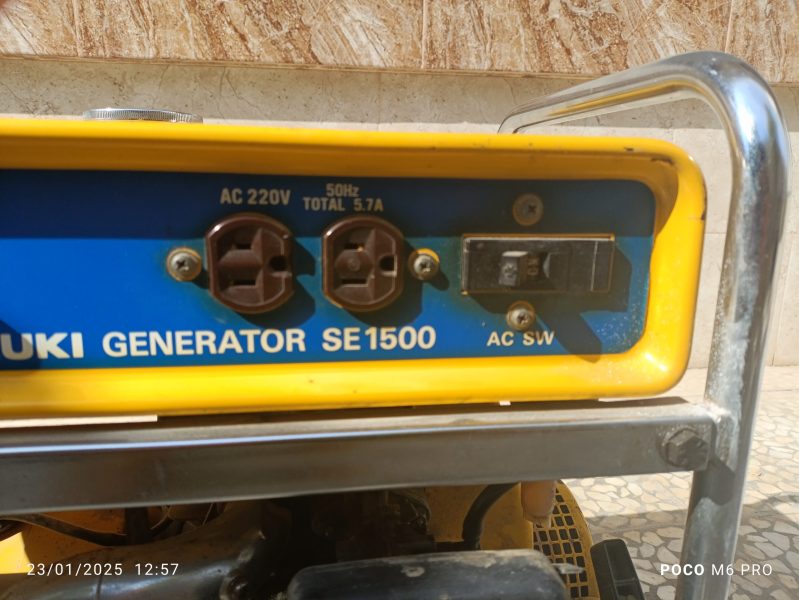 AC 220V
50Hz
TOTAL 5.7A
UKI GENERATOR SE1500
AC SW
23/01/2025 12:57
POCO M6 PRO